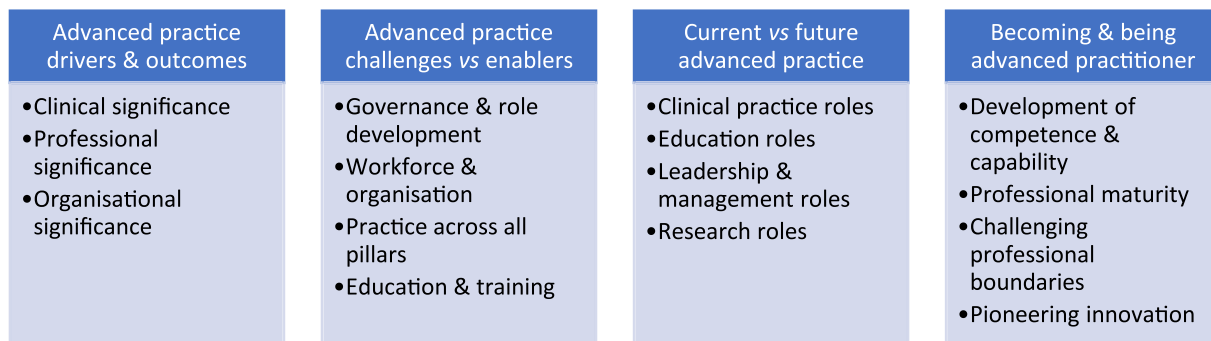 Advanced practice
drivers & outcomes
•Clinical significance
•Professional
significance
•Organisational
significance
Advanced practice
challenges vs enablers
•Governance & role
development
•Workforce &
organisation
•Practice across all
pillars
•Education & training
Current vs future
advanced practice
•Clinical practice roles
•Education roles
•Leadership &
management roles
•Research roles
Becoming & being
advanced practitioner
•Development of
competence &
capability
•Professional maturity
•Challenging
professional
boundaries
•Pioneering innovation